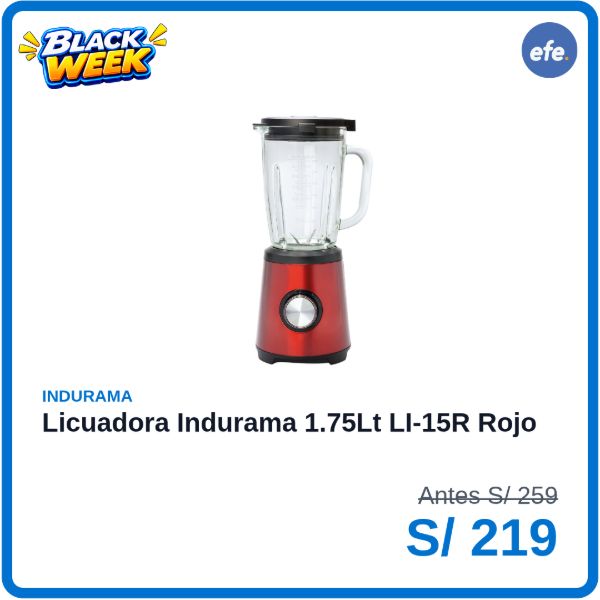 BLACK
WEEK
efe.
INDURAMA
Licuadora Indurama 1.75Lt LI-15R Rojo
Antes S/ 259
S/ 219